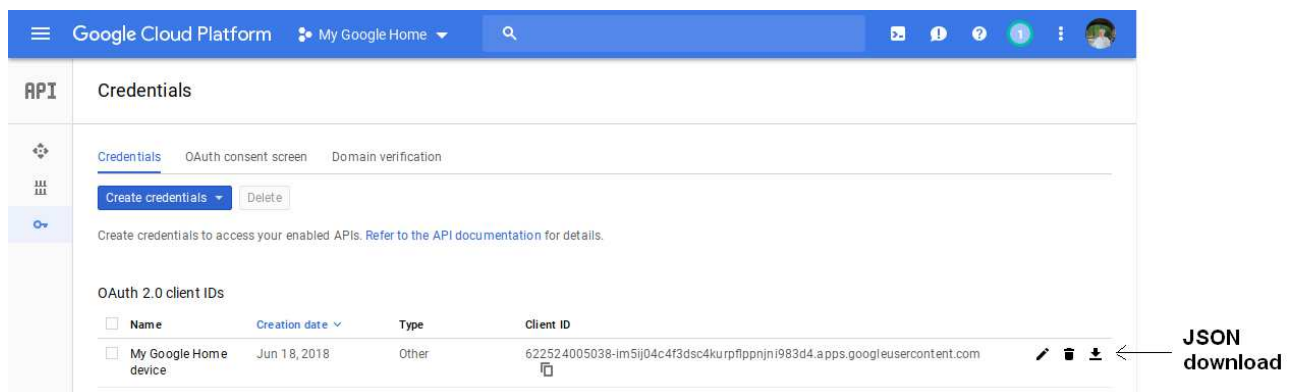 Google Cloud Platform My Google Home 1
API Credentials
Credentials OAuth consent screen Domain verification
Create credentials Delete
Create credentials to access your enabled APIs. Refer to the API documentation for details.
OAuth 2.0 client IDs
Name Creation date Type Client ID
My Google Home Jun 18, 2018 Other 622524005038-im5ij04c4f3dsc4kurpflppnjni983d4.apps.googleusercontent.com
device
JSON
download